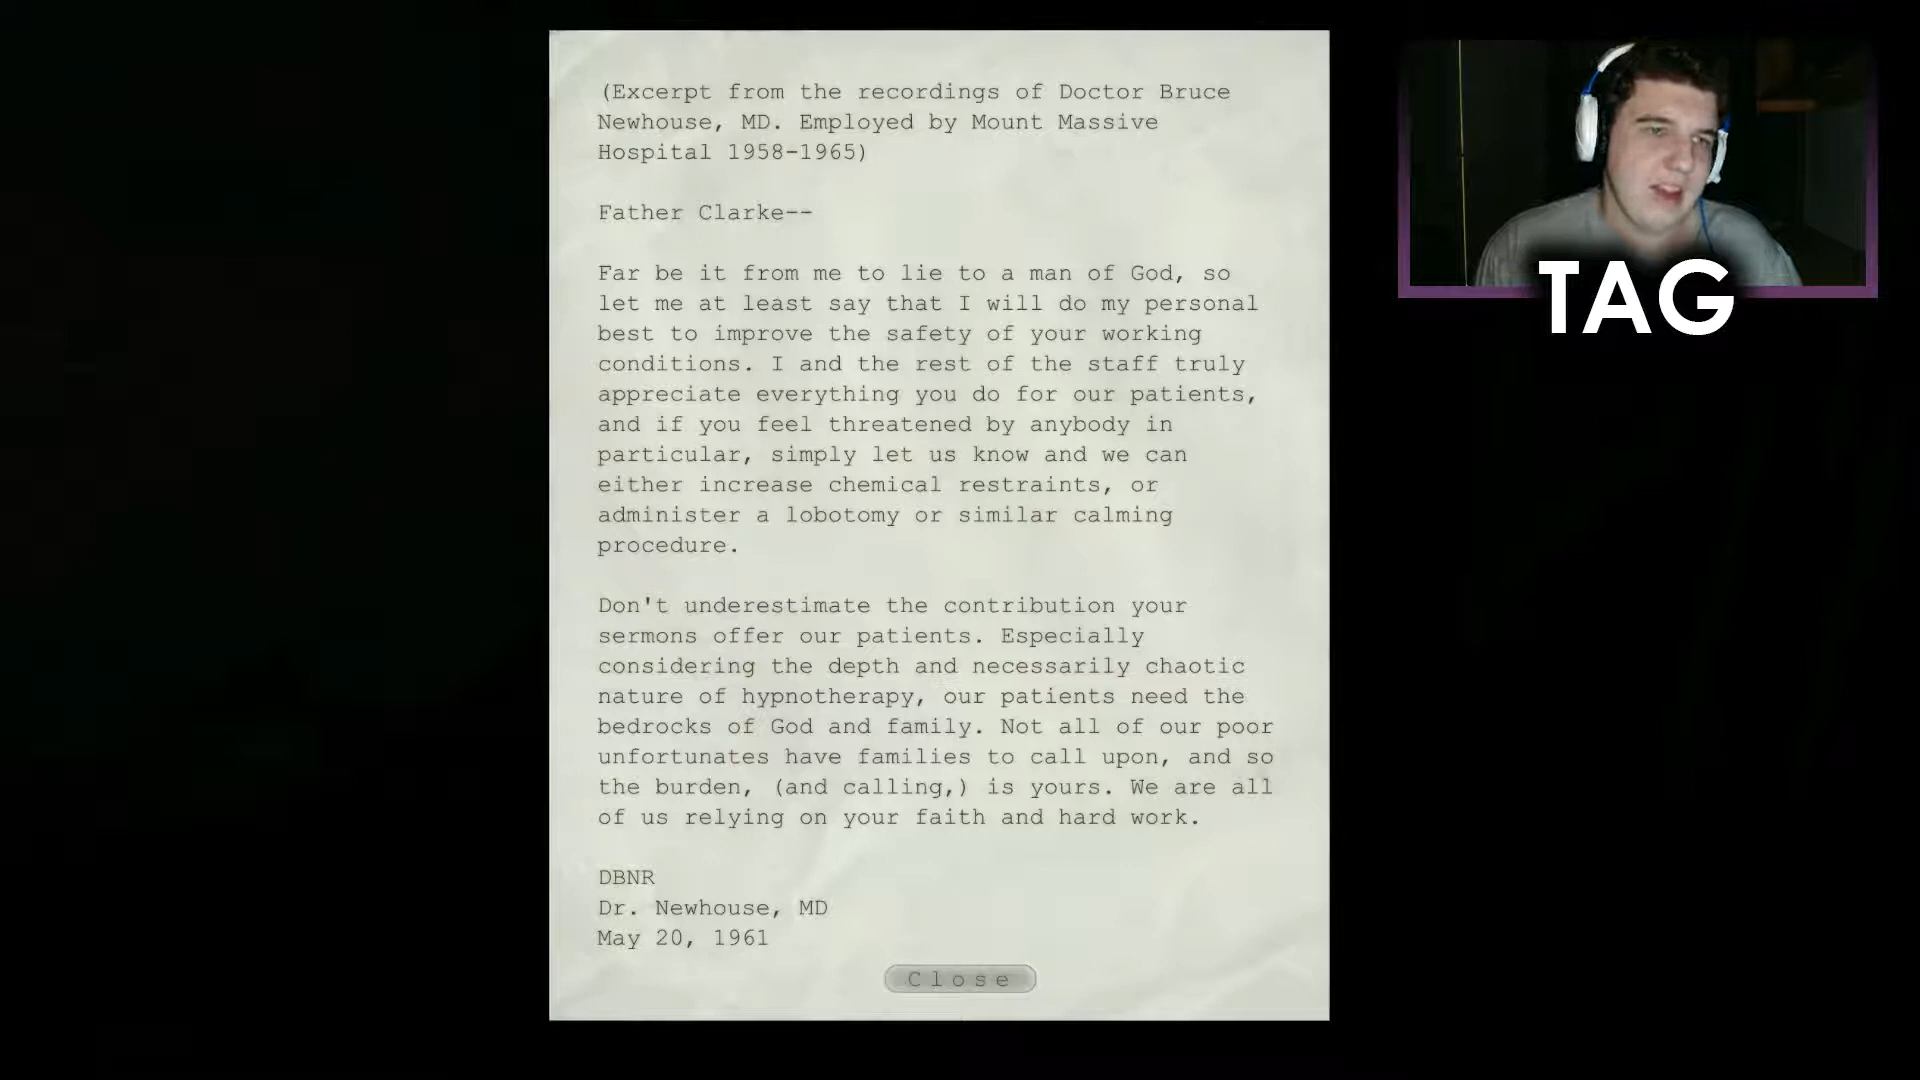 (Excerpt from the recordings of Doctor Bruce
Newhouse, MD. Employed by Mount Massive
Hospital 1958-1965)
Father Clarke--
Far be it from me to lie to a man of God, so
let me at least say that I will do my personal
best to improve the safety of your working
conditions. I and the rest of the staff truly
appreciate everything you do for our patients,
and if you feel threatened by anybody in
particular, simply let us know and we can
either increase chemical restraints, or
administer a lobotomy or similar calming
procedure.
Don't underestimate the contribution your
sermons offer our patients. Especially
considering the depth and necessarily chaotic
nature of hypnotherapy, our patients need the
bedrocks of God and family. Not all of our poor
unfortunates have families to call upon, and so
the burden, (and calling,) is yours. We are all
of us relying on your faith and hard work.
DBNR
Dr. Newhouse, MD
May 20, 1961
Close
TAG